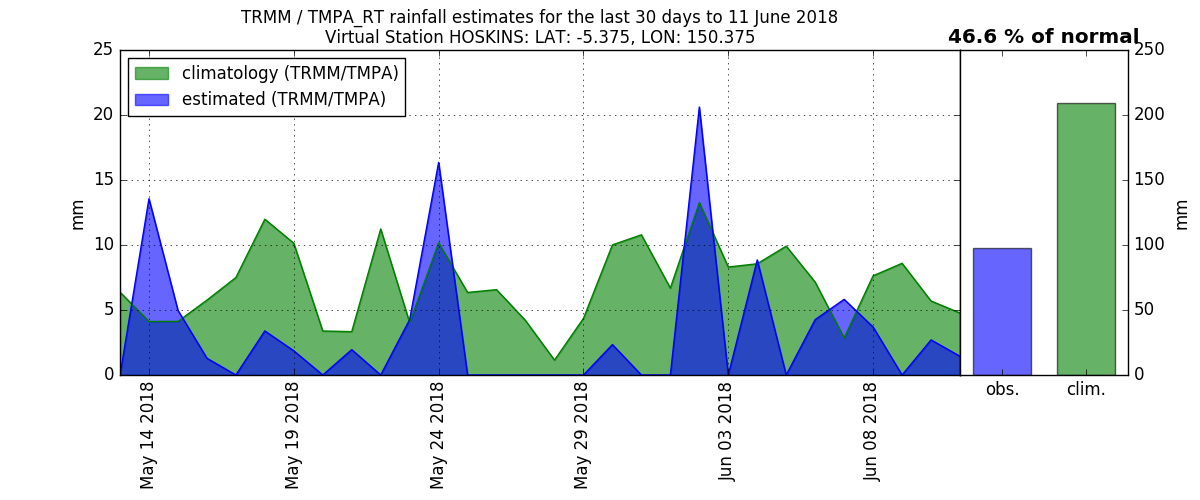 TRMM / TMPA_RT rainfall estimates for the last 30 days to 11 June 2018
Virtual Station HOSKINS: LAT: -5.375, LON: 150.375
46.6 % of normal
climatology (TRMM/TMPA)
estimated (TRMM/TMPA)
25
20
15
10
5
0
mm
May 14 2018
May 19 2018
May 24 2018
May 29 2018
Jun 03 2018
Jun 08 2018
250
200
150
100
50
0
mm
obs.
clim.